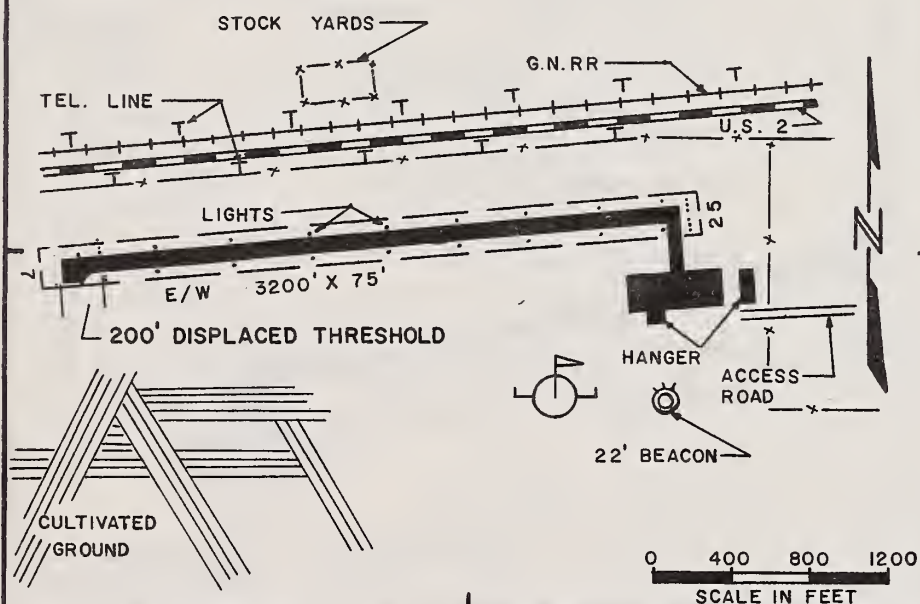 STOCK YARDS
G.N.RR
TEL. LINE
T T T T T T T
U.S. 2
T T T T T
LIGHTS
25
7
E/W 3200' X 75'
N
200' DISPLACED THRESHOLD
HANGER
ACCESS
ROAD
22' BEACON
CULTIVATED
GROUND
0 400 800 1200
SCALE IN FEET